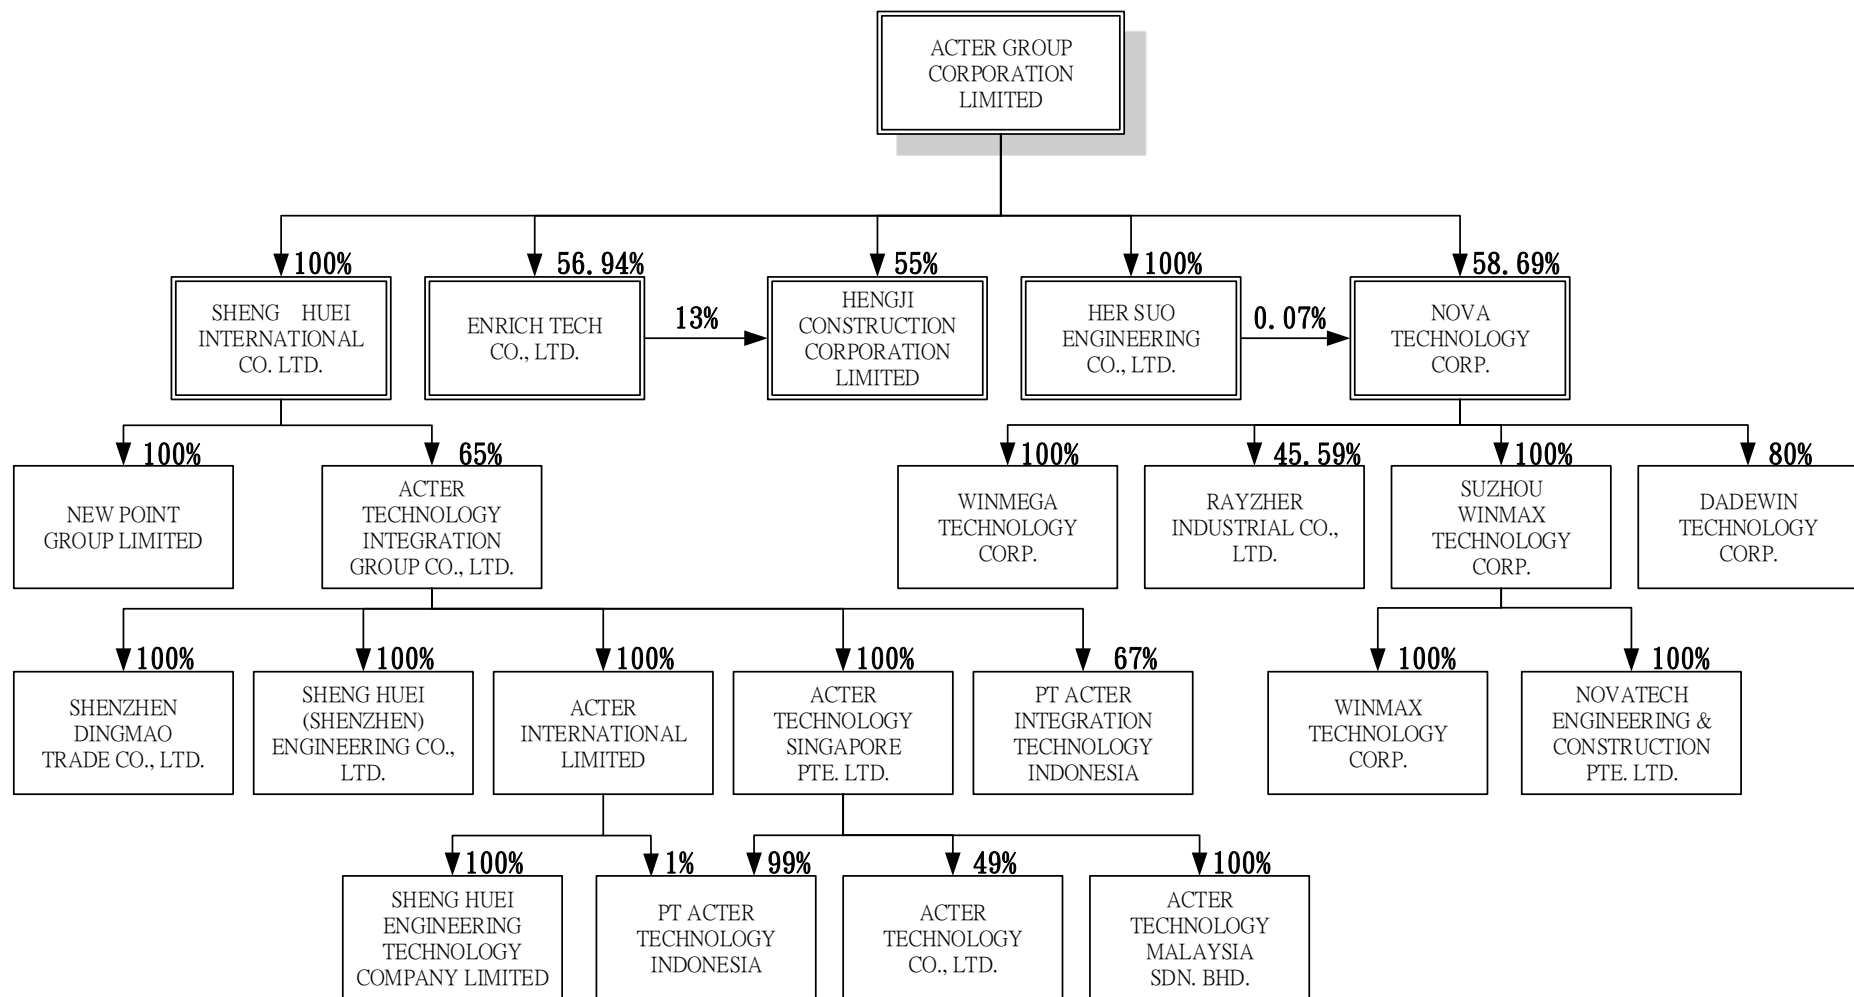 ACTER GROUP
CORPORATION
LIMITED
100%
56.94%
55%
100%
58.69%
SHENG HUEI
INTERNATIONAL
CO. LTD.
ENRICH TECH
CO., LTD.
13%
HENGJI
CONSTRUCTION
CORPORATION
LIMITED
HER SUO
ENGINEERING
CO., LTD.
0.07%
NOVA
TECHNOLOGY
CORP.
100%
65%
100%
45.59%
100%
80%
NEW POINT
GROUP LIMITED
ACTER
TECHNOLOGY
INTEGRATION
GROUP CO., LTD.
WINMEGA
TECHNOLOGY
CORP.
RAYZHER
INDUSTRIAL CO.,
LTD.
SUZHOU
WINMAX
TECHNOLOGY
CORP.
DADEWIN
TECHNOLOGY
CORP.
100%
100%
100%
100%
67%
100%
100%
SHENZHEN
DINGMAO
TRADE CO., LTD.
SHENG HUEI
(SHENZHEN)
ENGINEERING CO.,
LTD.
ACTER
INTERNATIONAL
LIMITED
ACTER
TECHNOLOGY
SINGAPORE
PTE. LTD.
PT ACTER
INTEGRATION
TECHNOLOGY
INDONESIA
WINMAX
TECHNOLOGY
CORP.
NOVATECH
ENGINEERING &
CONSTRUCTION
PTE. LTD.
100%
1%
99%
49%
100%
SHENG HUEI
ENGINEERING
TECHNOLOGY
COMPANY LIMITED
PT ACTER
TECHNOLOGY
INDONESIA
ACTER
TECHNOLOGY
CO., LTD.
ACTER
TECHNOLOGY
MALAYSIA
SDN. BHD.